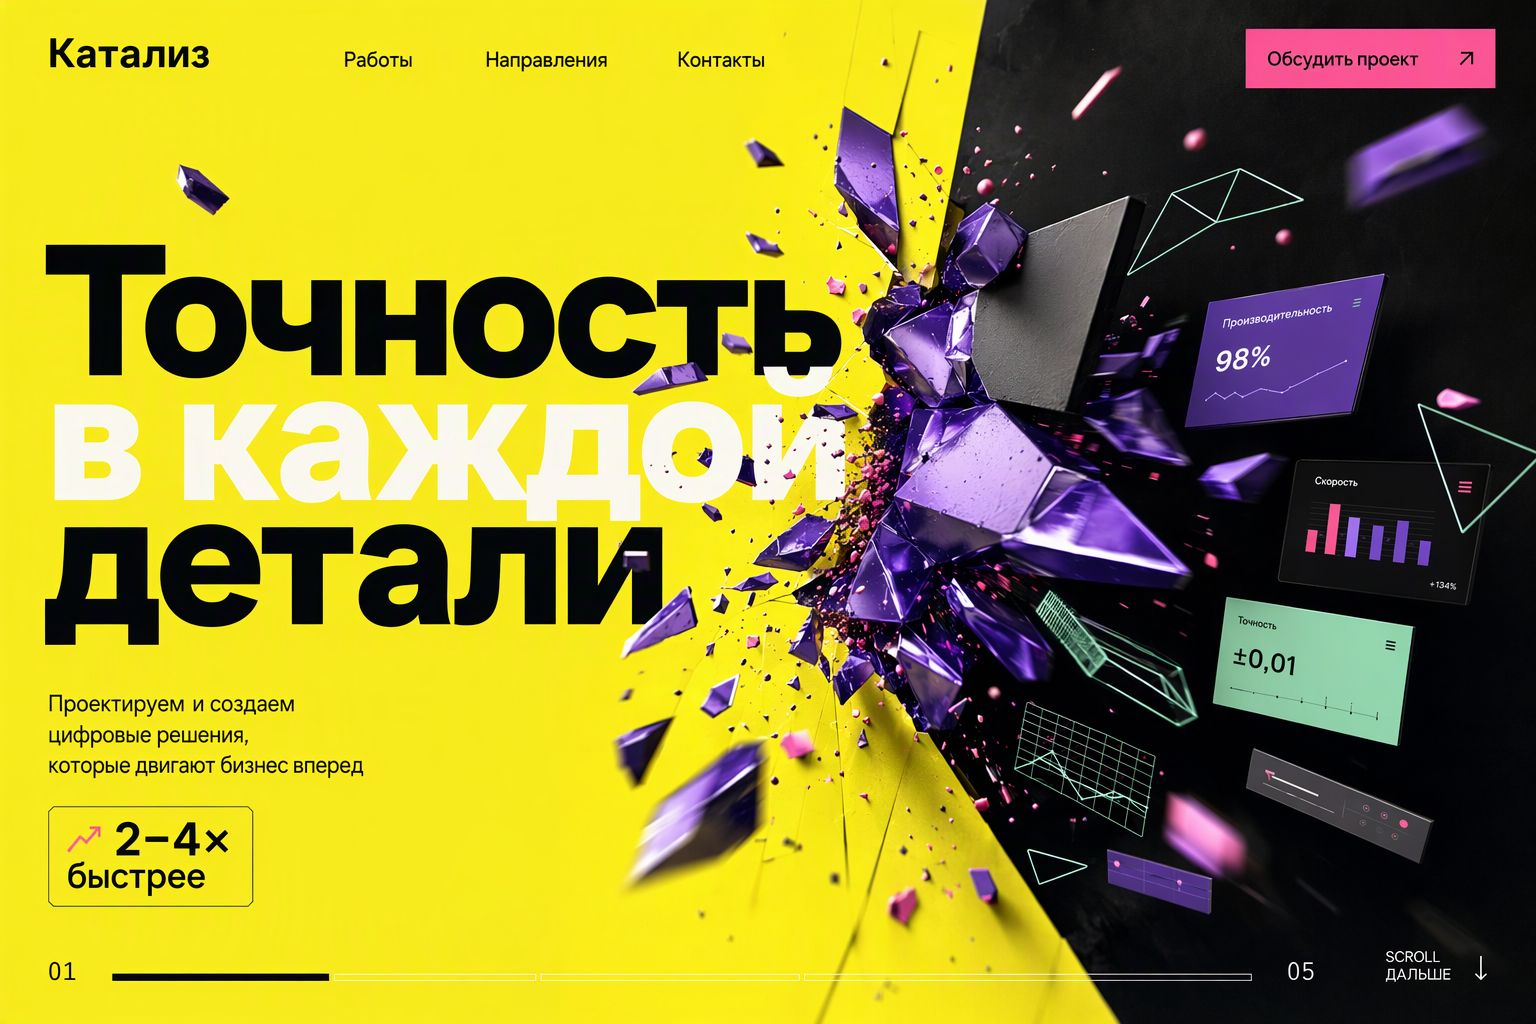 Катализ
Работы
Направления
Контакты
Обсудить проект
Точность
в каждой
детали
Проектируем и создаем
цифровые решения,
которые двигают бизнес вперед
2–4×
быстрее
Производительность
98%
Скорость
+134%
Точность
±0,01
01
05
SCROLL
ДАЛЬШЕ